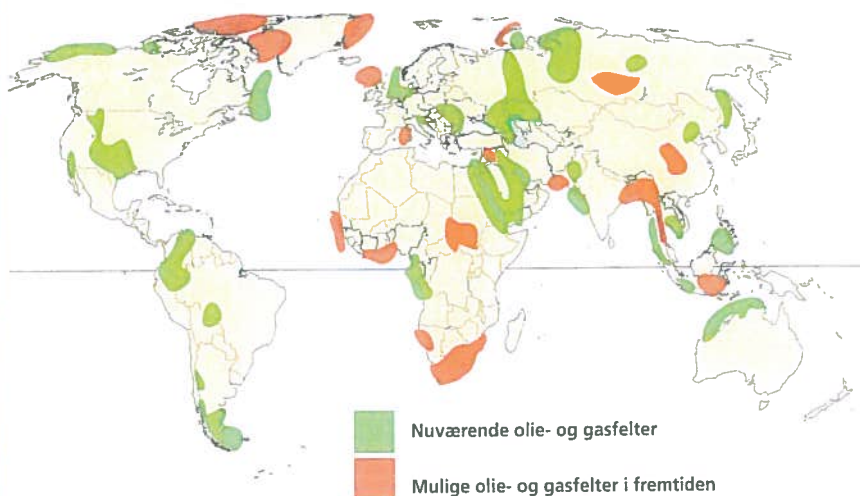 Nuværende olie- og gasfelter
Mulige olie- og gasfelter i fremtiden